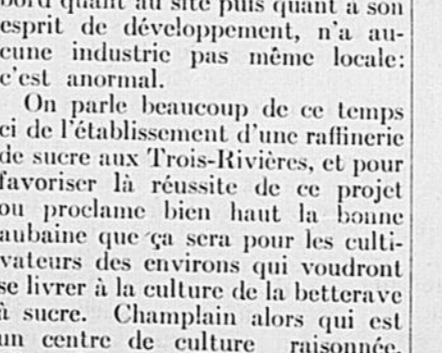 bord quant au site puis quant à son
esprit de développement, n'a au-
cune industrie pas même locale:
c'est anormal.
On parle beaucoup de ce temps
ci de l'établissement d'une raffinerie
de sucre aux Trois-Rivières, et pour
favoriser là réussite de ce projet
ou proclame bien haut la bonne
aubaine que ça sera pour les culti-
vateurs des environs qui voudront
se livrer à la culture de la betterave
à sucre. Champlain alors qui est
un centre de culture raisonnée,